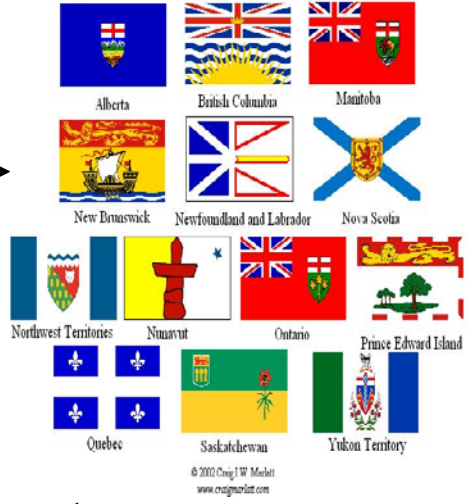 Alberta
British Columbia
Manitoba
New Brunswick
Newfoundland and Labrador
Nova Scotia
Northwest Territories
Nunavut
Ontario
Prince Edward Island
Quebec
Saskatchewan
Yukon Territory
© 2002 Craig I.W. Marlatt
www.craigmarlatt.com